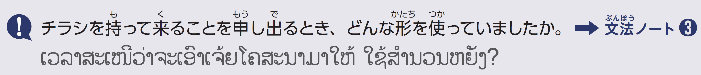 チラシを持って来ることを申し出るとき、どんな形を使っていましたか。 ➡ 文法ノート ❸
ເວລາສະເໜີວ່າຈະເອົາເຈ້ຍໂຄສະນາມາໃຫ້ ໃຊ້ສຳນວນຫຍັງ?